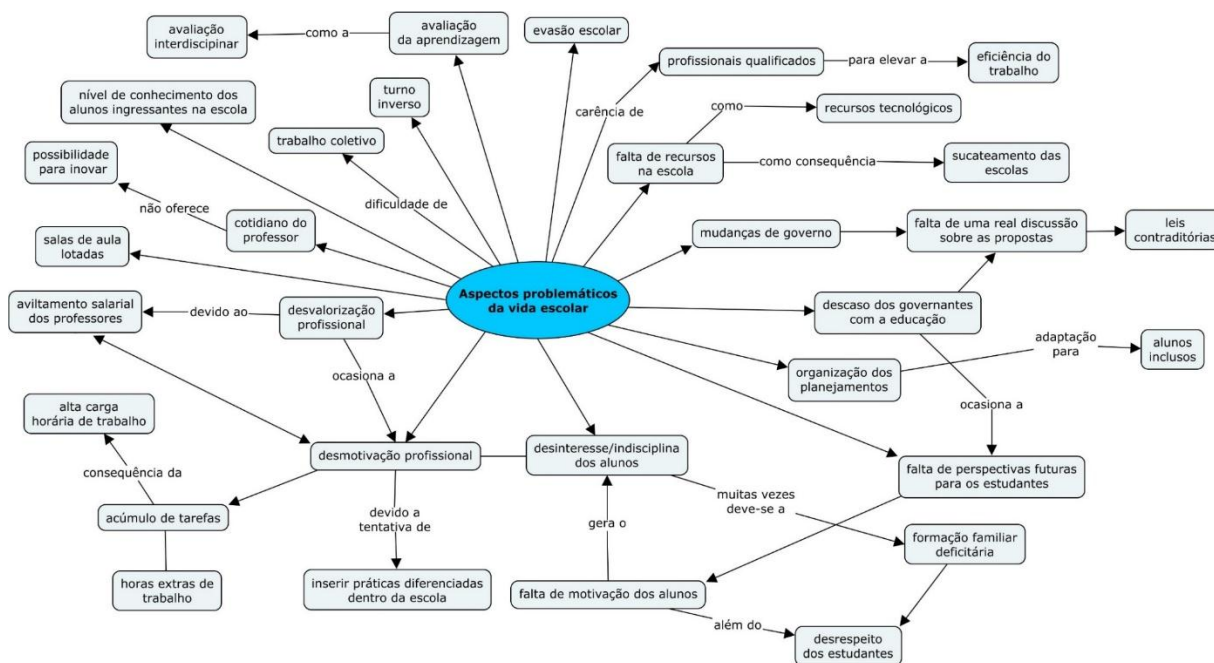 avaliação
interdiscipinar
como a
avaliação
da aprendizagem
evasão escolar
profissionais qualificados
para elevar a
eficiência do
trabalho
nível de conhecimento dos
alunos ingressantes na escola
turno
inverso
carência de
como
recursos tecnológicos
trabalho coletivo
falta de recursos
na escola
como consequência
sucateamento das
escolas
possibilidade
para inovar
não oferece
cotidiano do
professor
dificuldade de
mudanças de governo
falta de uma real discussão
sobre as propostas
leis
contraditórias
salas de aula
lotadas
Aspectos problemáticos
da vida escolar
aviltamento salarial
dos professores
devido ao
desvalorização
profissional
descaso dos governantes
com a educação
adaptação
para
alunos
inclusos
organização dos
planejamentos
ocasiona a
ocasiona a
alta carga
horária de trabalho
desmotivação profissional
desinteresse/indisciplina
dos alunos
falta de perspectivas futuras
para os estudantes
consequência da
muitas vezes
deve-se a
acúmulo de tarefas
devido a
tentativa de
gera o
formação familiar
deficitária
horas extras de
trabalho
inserir práticas diferenciadas
dentro da escola
falta de motivação dos alunos
além do
desrespeito
dos estudantes